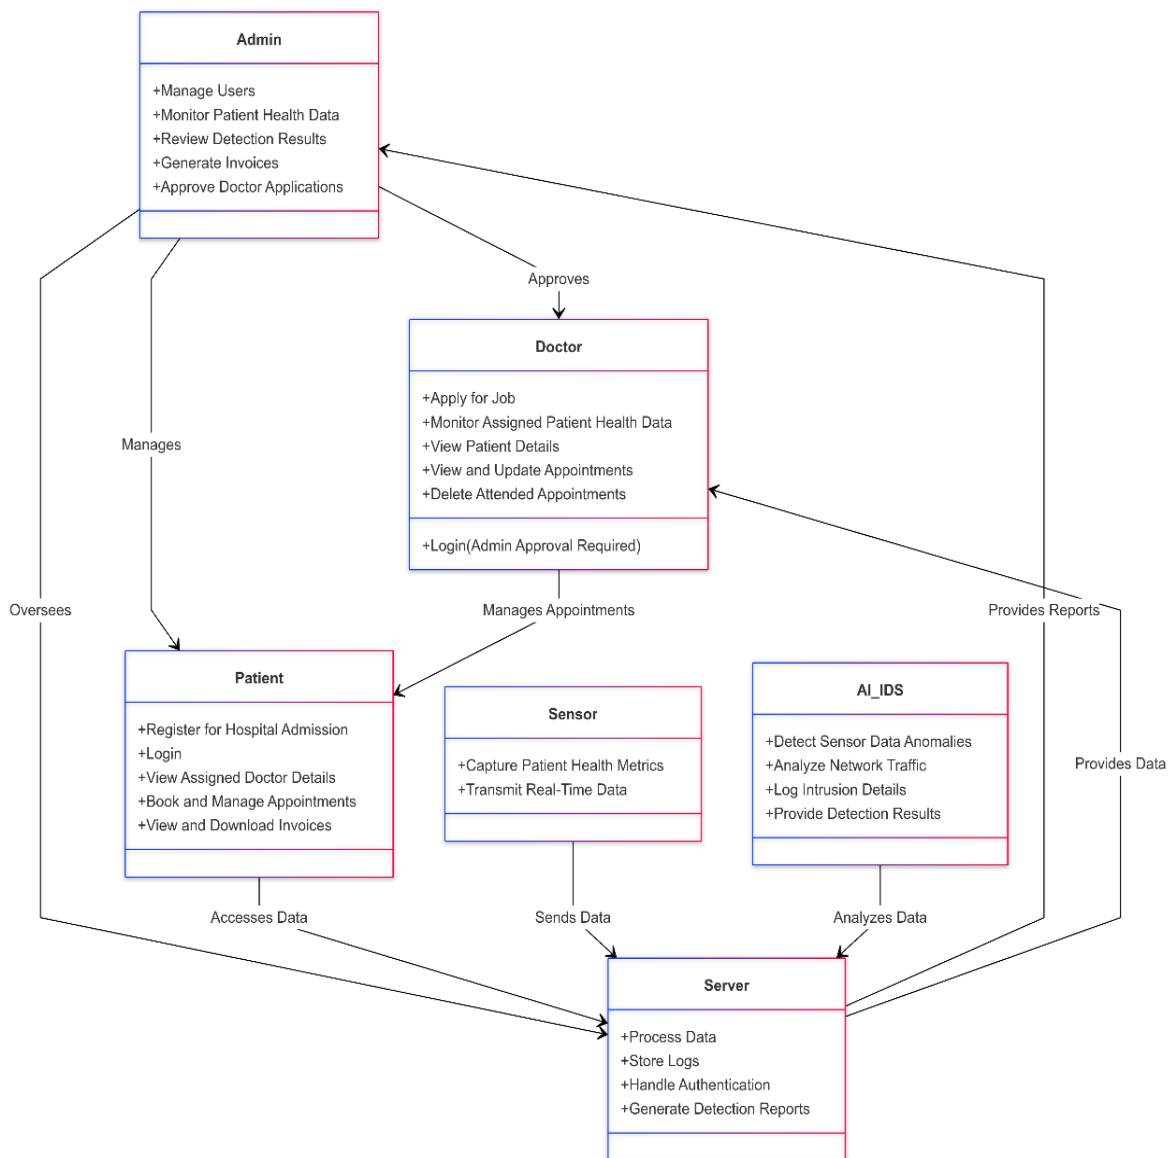 Admin
+Manage Users
+Monitor Patient Health Data
+Review Detection Results
+Generate Invoices
+Approve Doctor Applications
Approves
Doctor
+Apply for Job
+Monitor Assigned Patient Health Data
+View Patient Details
+View and Update Appointments
+Delete Attended Appointments
+Login(Admin Approval Required)
Manages
Oversees
Manages Appointments
Provides Reports
Patient
+Register for Hospital Admission
+Login
+View Assigned Doctor Details
+Book and Manage Appointments
+View and Download Invoices
Sensor
+Capture Patient Health Metrics
+Transmit Real-Time Data
AI_IDS
+Detect Sensor Data Anomalies
+Analyze Network Traffic
+Log Intrusion Details
+Provide Detection Results
Provides Data
Accesses Data
Sends Data
Analyzes Data
Server
+Process Data
+Store Logs
+Handle Authentication
+Generate Detection Reports